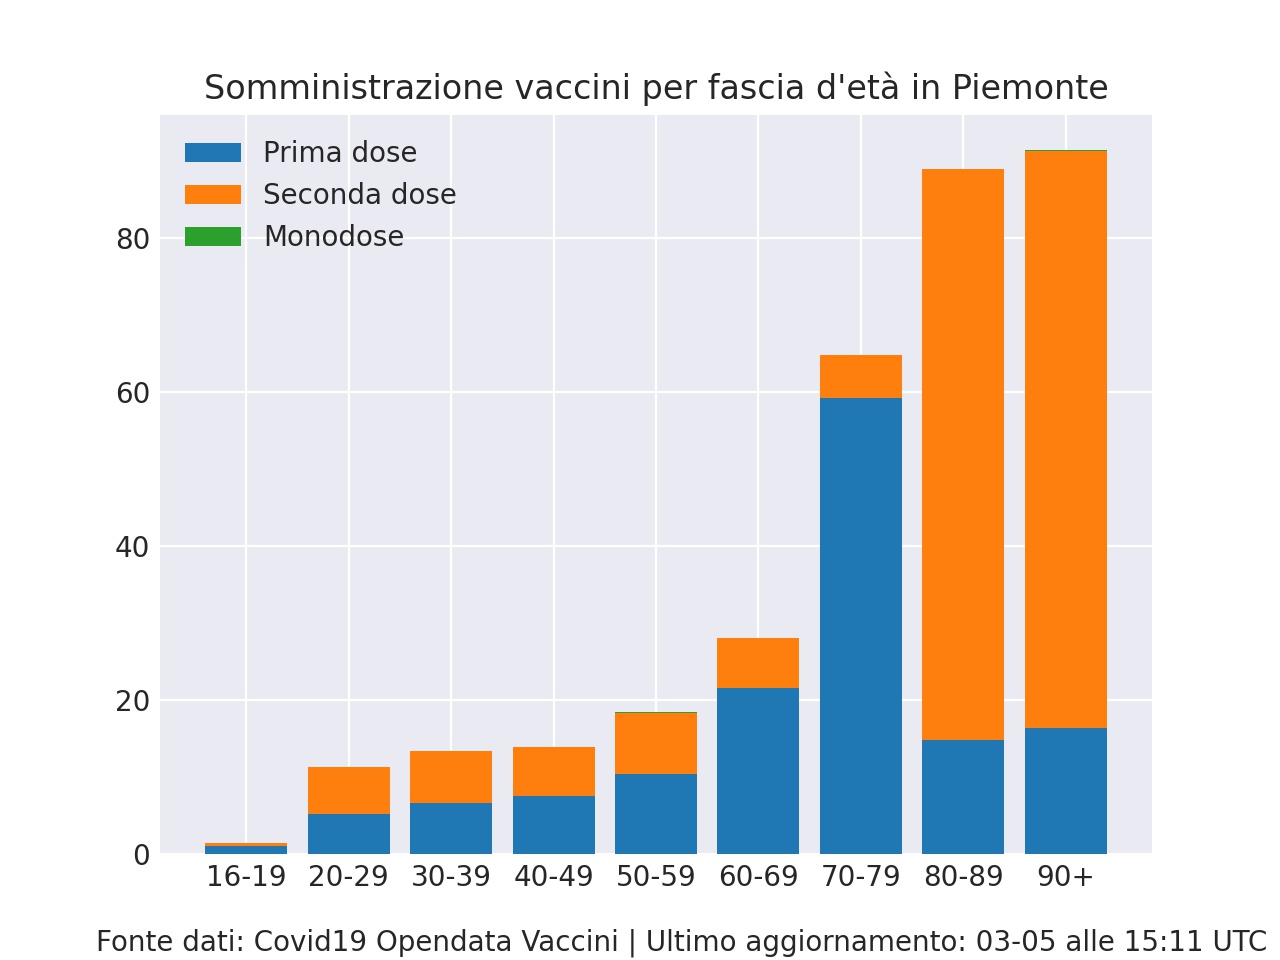 Somministrazione vaccini per fascia d'età in Piemonte
Prima dose
Seconda dose
Monodose
80
60
40
20
0
16-19 20-29 30-39 40-49 50-59 60-69 70-79 80-89 90+
Fonte dati: Covid19 Opendata Vaccini | Ultimo aggiornamento: 03-05 alle 15:11 UTC